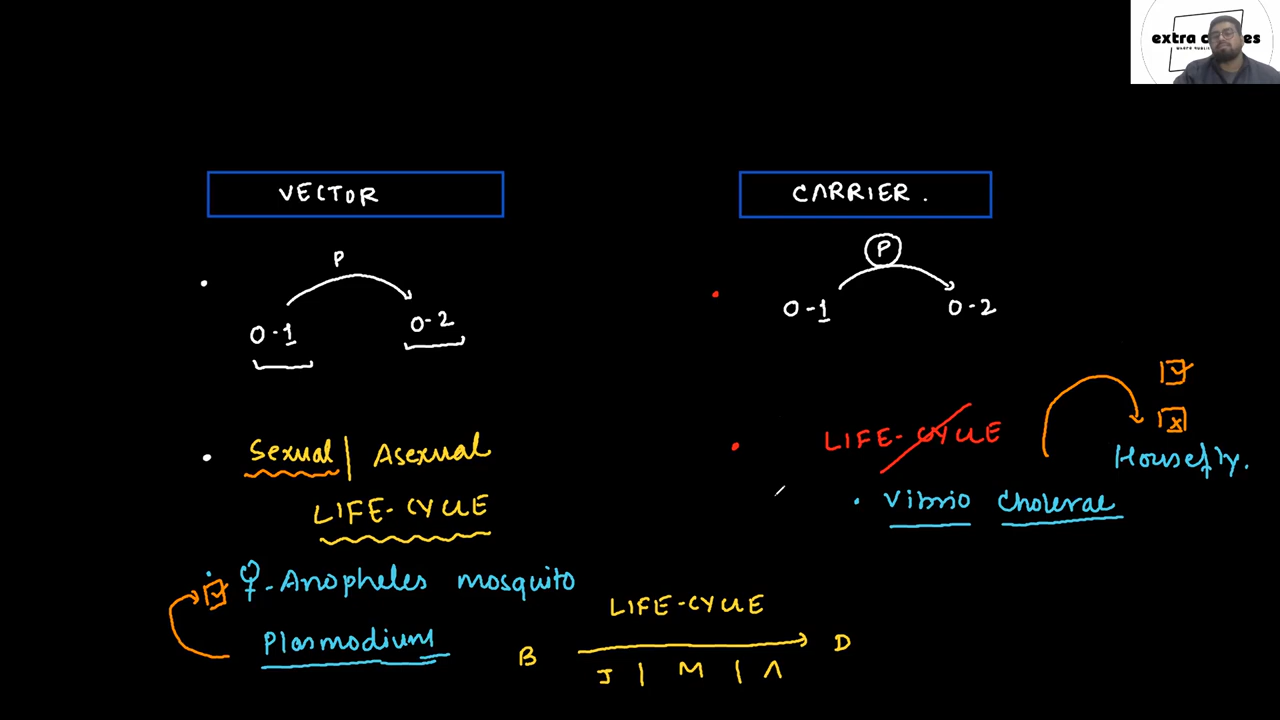 VECTOR
P
O-1
O-2
Sexual | Asexual
LIFE-CYCLE
♀-Anopheles mosquito
Plasmodium
LIFE-CYCLE
B
D
J | M | A
CARRIER.
P
O-1
O-2
LIFE-CYCLE
Housefly.
Vibrio Cholerae
extra